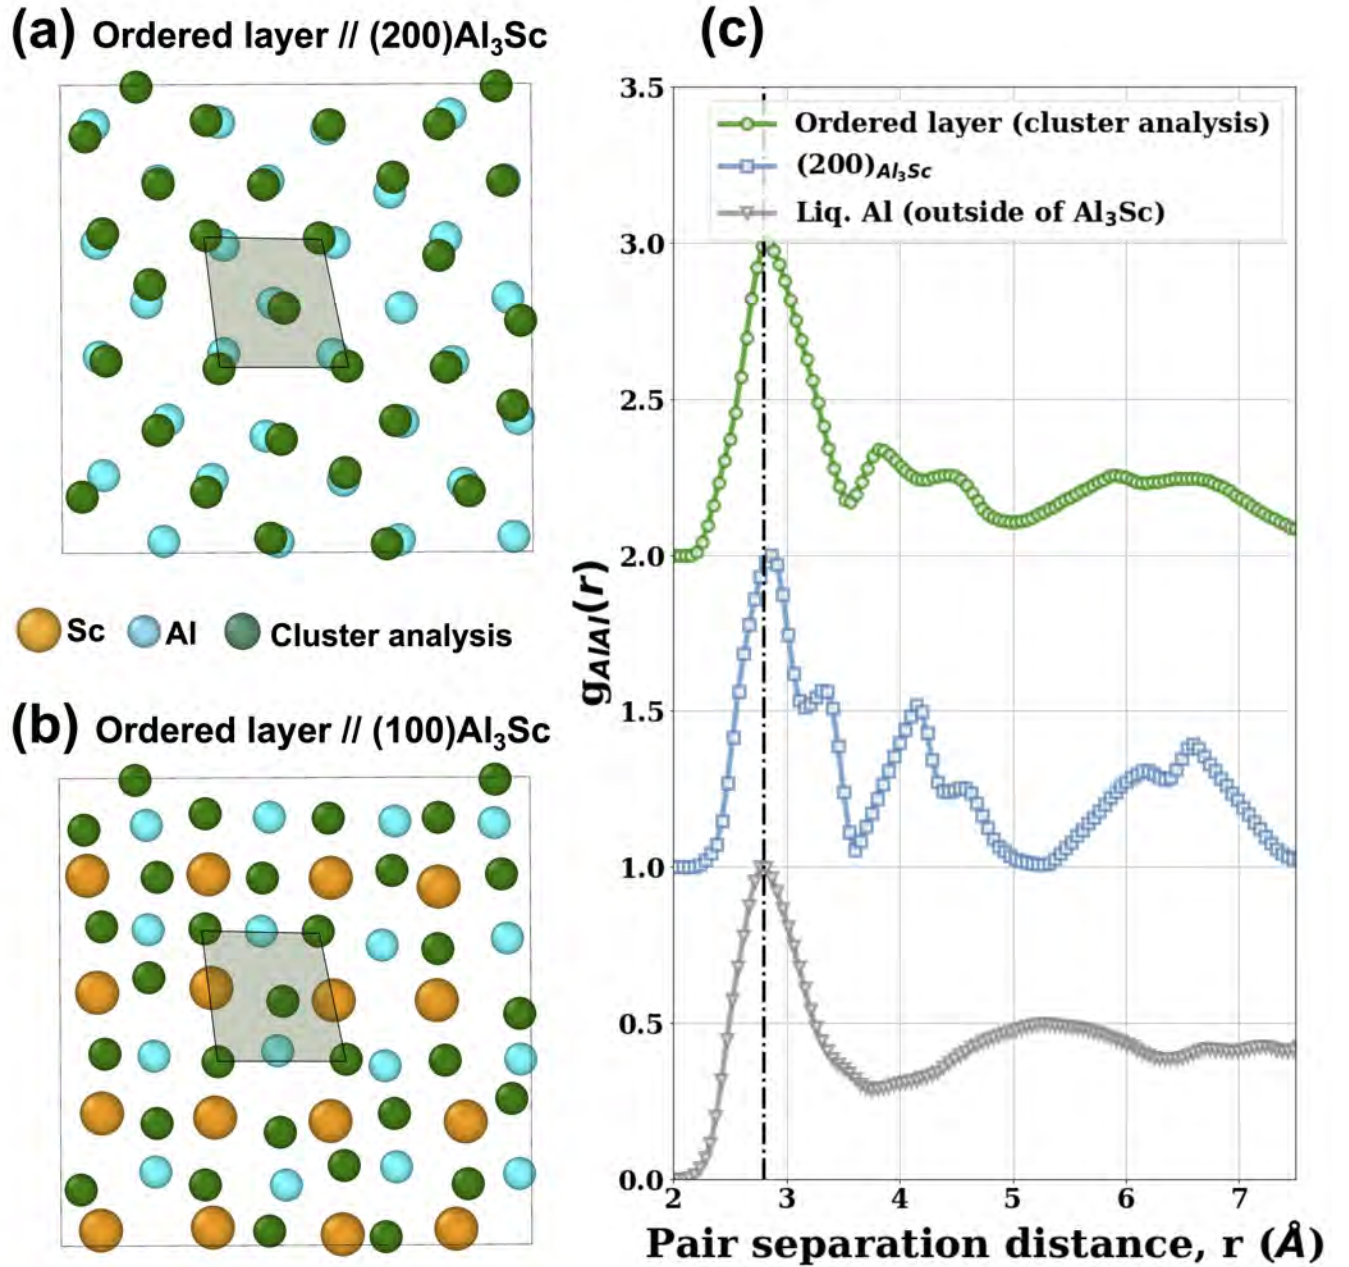 (a) Ordered layer // (200)Al₃Sc
Sc Al Cluster analysis
(b) Ordered layer // (100)Al₃Sc
(c)
3.5
3.0
2.5
2.0
1.5
1.0
0.5
0.0
g_AlAl(r)
Ordered layer (cluster analysis)
(200)_Al₃Sc
Liq. Al (outside of Al₃Sc)
2 3 4 5 6 7
Pair separation distance, r (Å)